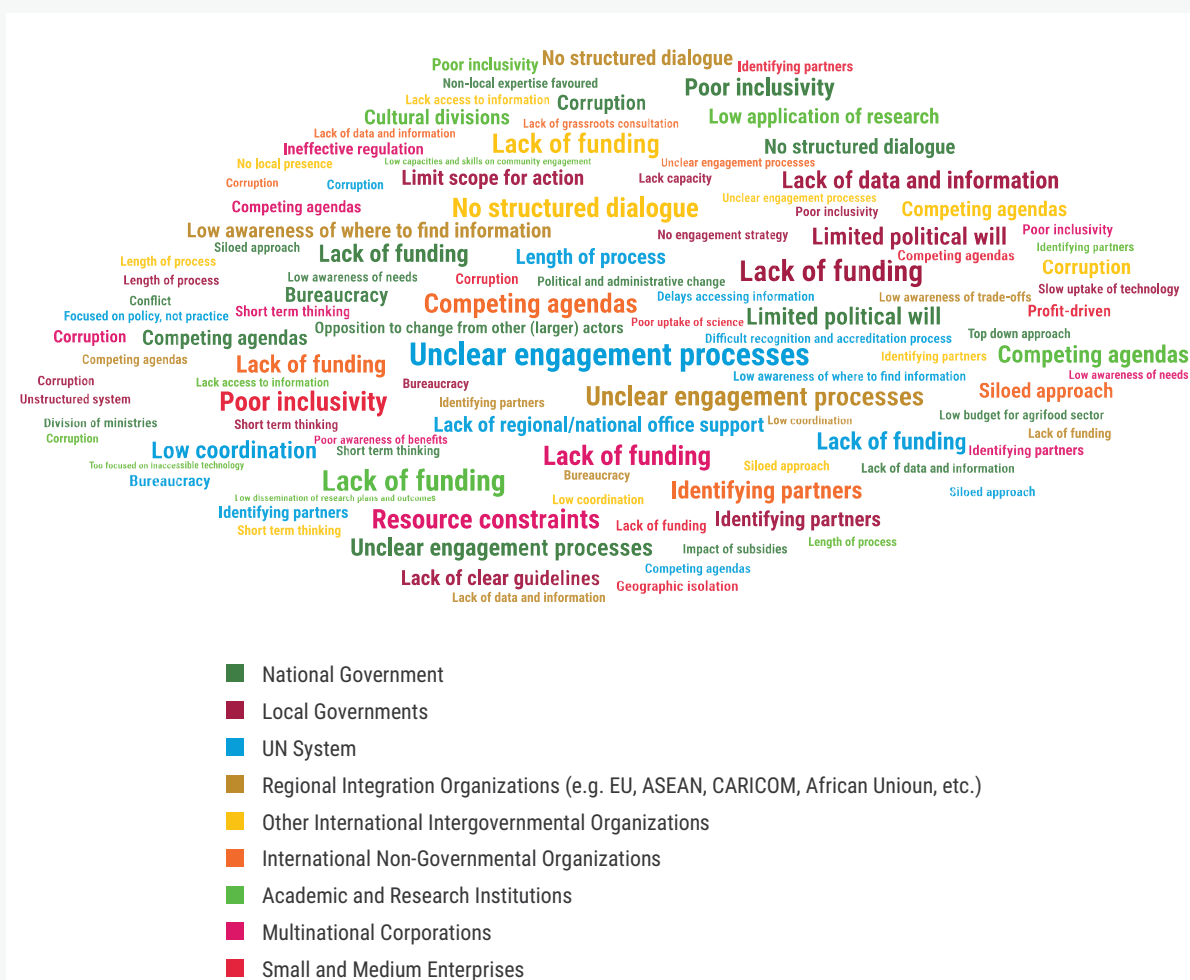 No structured dialogue
Poor inclusivity
Identifying partners
Non-local expertise favoured
Poor inclusivity
Lack access to information
Corruption
Cultural divisions
Lack of grassroots consultation
Low application of research
Lack of data and information
Ineffective regulation
Lack of funding
No structured dialogue
No local presence
Low capacities and skills on community engagement
Unclear engagement processes
Corruption
Corruption
Limit scope for action
Lack capacity
Lack of data and information
Competing agendas
No structured dialogue
Unclear engagement processes
Poor inclusivity
Competing agendas
Low awareness of where to find information
No engagement strategy
Limited political will
Poor inclusivity
Siloed approach
Lack of funding
Length of process
Competing agendas
Identifying partners
Length of process
Lack of funding
Corruption
Length of process
Low awareness of needs
Corruption
Political and administrative change
Slow uptake of technology
Conflict
Bureaucracy
Competing agendas
Delays accessing information
Low awareness of trade-offs
Focused on policy, not practice
Short term thinking
Poor uptake of science
Limited political will
Profit-driven
Corruption
Competing agendas
Opposition to change from other (larger) actors
Difficult recognition and accreditation process
Top down approach
Competing agendas
Lack of funding
Unclear engagement processes
Identifying partners
Competing agendas
Corruption
Lack access to information
Bureaucracy
Low awareness of where to find information
Low awareness of needs
Unstructured system
Poor inclusivity
Identifying partners
Unclear engagement processes
Siloed approach
Division of ministries
Short term thinking
Lack of regional/national office support
Low coordination
Low budget for agrifood sector
Corruption
Low coordination
Poor awareness of benefits
Short term thinking
Lack of funding
Lack of funding
Identifying partners
Lack of funding
Too focused on inaccessible technology
Bureaucracy
Lack of funding
Bureaucracy
Siloed approach
Lack of data and information
Low dissemination of research plans and outcomes
Low coordination
Identifying partners
Siloed approach
Identifying partners
Short term thinking
Resource constraints
Lack of funding
Identifying partners
Unclear engagement processes
Impact of subsidies
Length of process
Lack of clear guidelines
Competing agendas
Geographic isolation
Lack of data and information
National Government
Local Governments
UN System
Regional Integration Organizations (e.g. EU, ASEAN, CARICOM, African Unioun, etc.)
Other International Intergovernmental Organizations
International Non-Governmental Organizations
Academic and Research Institutions
Multinational Corporations
Small and Medium Enterprises